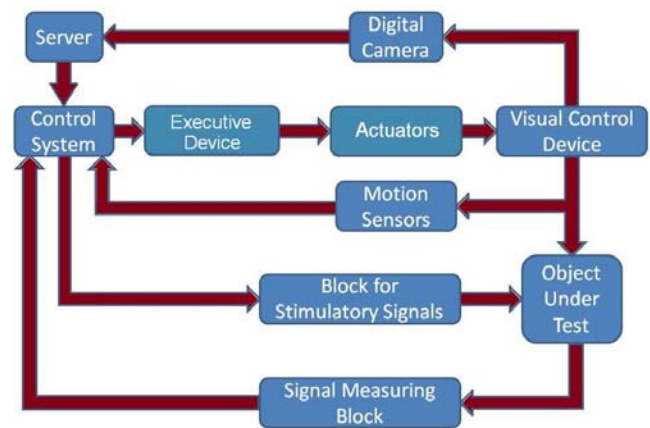 Server
Digital
Camera
Control
System
Executive
Device
Actuators
Visual Control
Device
Motion
Sensors
Block for
Stimulatory Signals
Object
Under
Test
Signal Measuring
Block